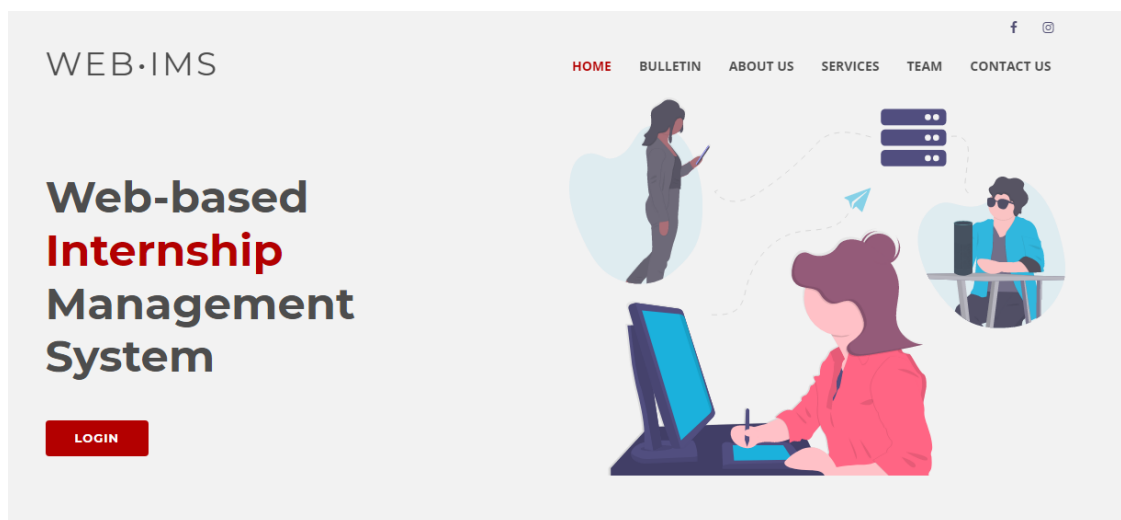 WEB·IMS
HOME BULLETIN ABOUT US SERVICES TEAM CONTACT US
Web-based
Internship
Management
System
LOGIN